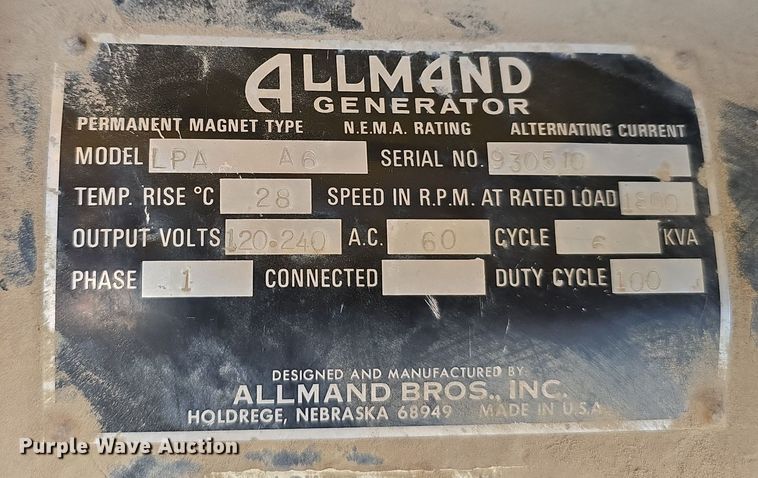 ALLMAND
GENERATOR
PERMANENT MAGNET TYPE N.E.M.A. RATING ALTERNATING CURRENT
MODEL LPA A6 SERIAL NO. 930510
TEMP. RISE °C 28 SPEED IN R.P.M. AT RATED LOAD 1800
OUTPUT VOLTS 120-240 A.C. 60 CYCLE 6 KVA
PHASE 1 CONNECTED DUTY CYCLE 100
DESIGNED AND MANUFACTURED BY:
ALLMAND BROS., INC.
HOLDREGE, NEBRASKA 68949 MADE IN U.S.A.
Purple Wave Auction